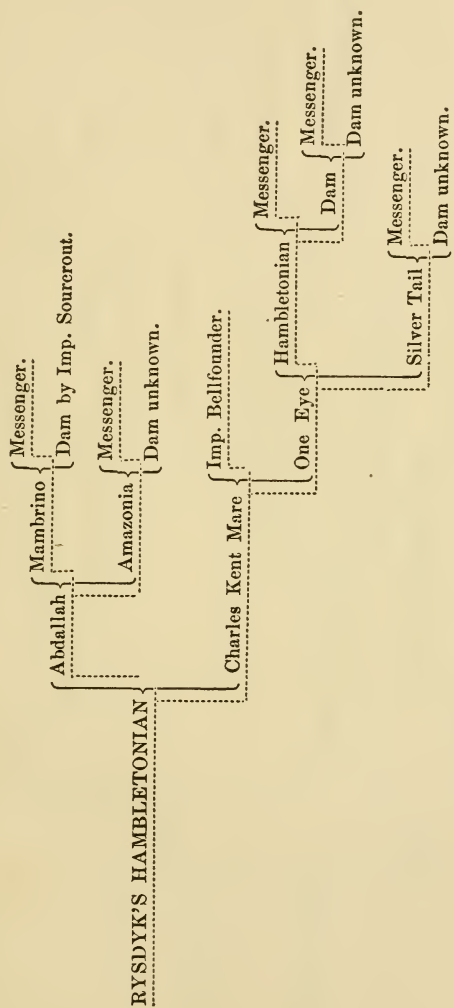 RYSDYK'S HAMBLETONIAN
Abdallah
Mambrino
Messenger.
Dam by Imp. Sourcrout.
Amazonia
Messenger.
Dam unknown.
Charles Kent Mare
Imp. Bellfounder.
One Eye
Hambletonian
Messenger.
Dam
Messenger.
Dam unknown.
Silver Tail
Messenger.
Dam unknown.